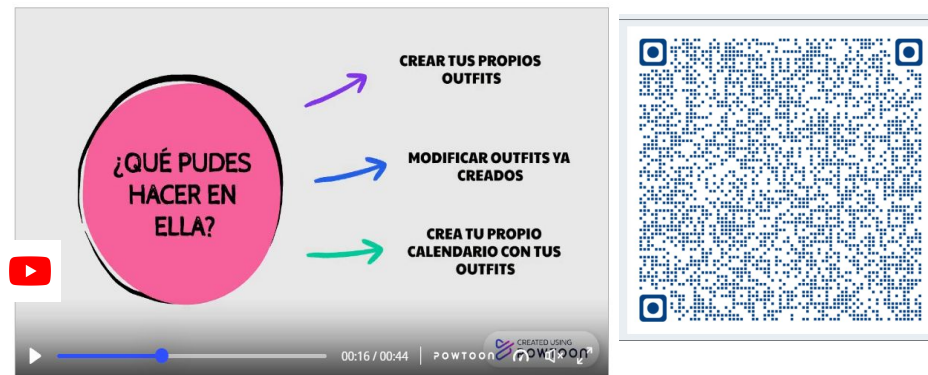 ¿QUÉ PUDES
HACER EN
ELLA?
CREAR TUS PROPIOS
OUTFITS
MODIFICAR OUTFITS YA
CREADOS
CREA TU PROPIO
CALENDARIO CON TUS
OUTFITS
00:16 / 00:44
POWTOON
CREATED USING
POWTOON